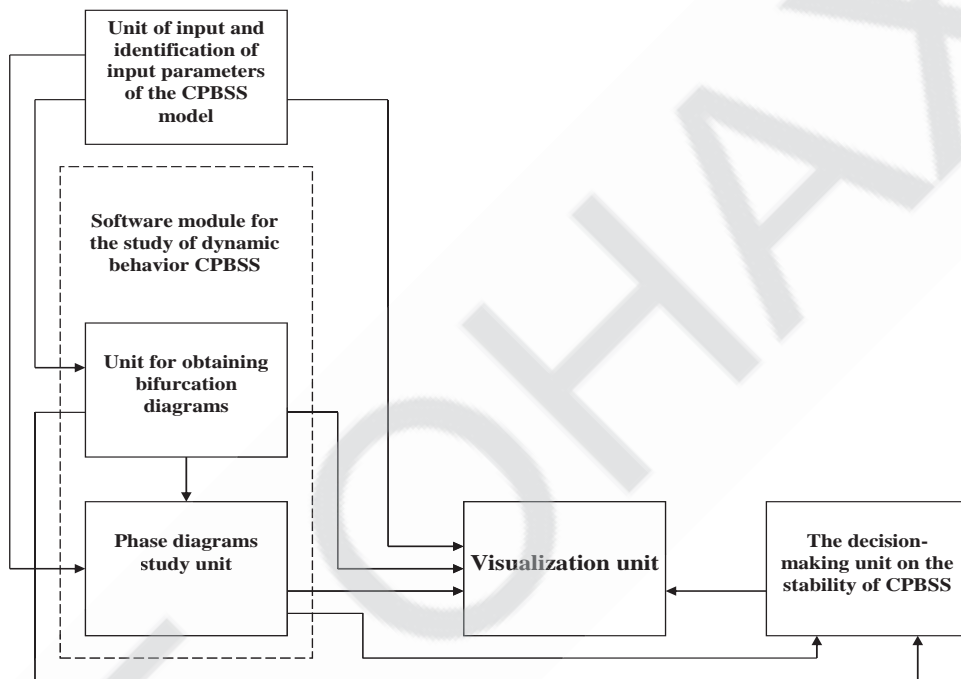 Unit of input and
identification of
input parameters
of the CPBSS
model
Software module for
the study of dynamic
behavior CPBSS
Unit for obtaining
bifurcation
diagrams
Phase diagrams
study unit
Visualization unit
The decision-
making unit on the
stability of CPBSS
OHAX